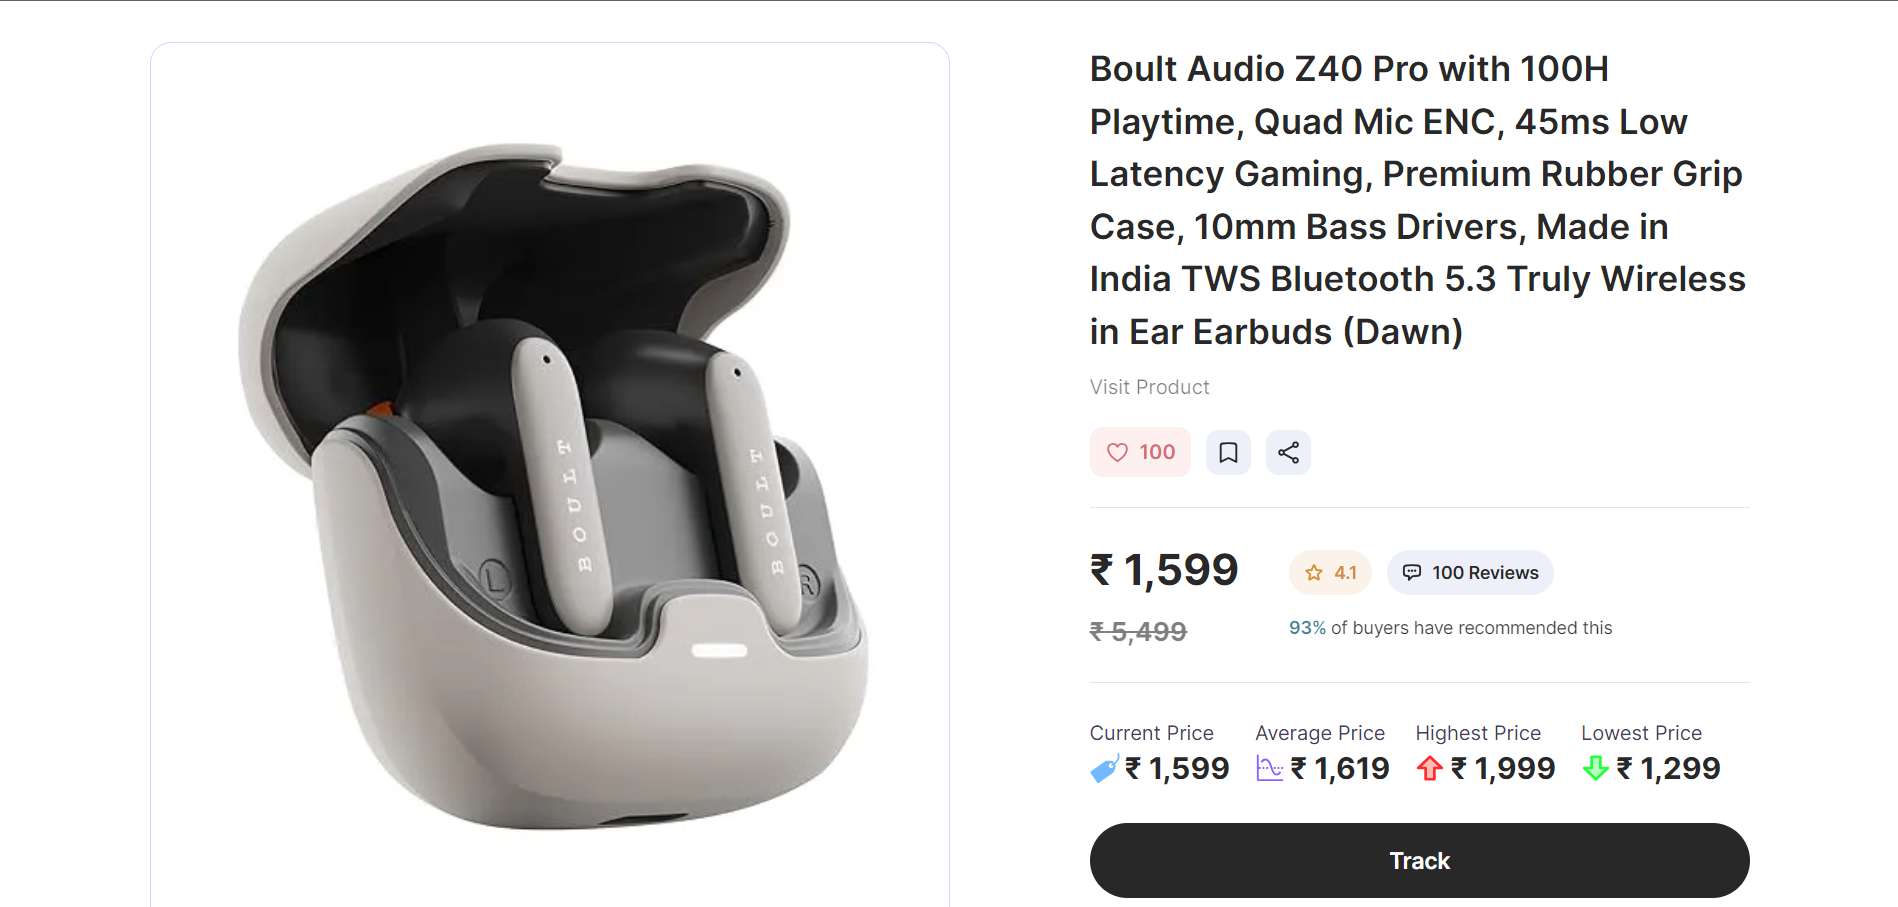 Boult Audio Z40 Pro with 100H
Playtime, Quad Mic ENC, 45ms Low
Latency Gaming, Premium Rubber Grip
Case, 10mm Bass Drivers, Made in
India TWS Bluetooth 5.3 Truly Wireless
in Ear Earbuds (Dawn)
Visit Product
100
₹ 1,599
4.1
100 Reviews
₹ 5,499
93% of buyers have recommended this
Current Price
₹ 1,599
Average Price
₹ 1,619
Highest Price
₹ 1,999
Lowest Price
₹ 1,299
Track
BOULT
BOULT
L
R